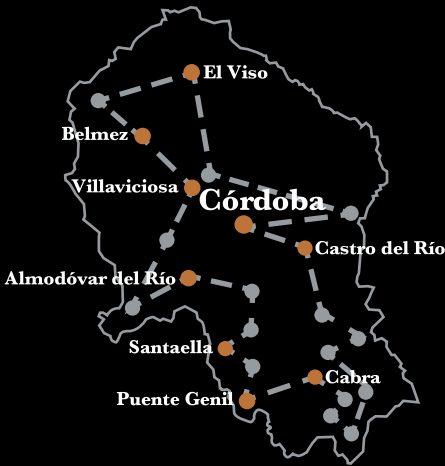 El Viso
Belmez
Villaviciosa
Córdoba
Castro del Río
Almodóvar del Río
Santaella
Cabra
Puente Genil